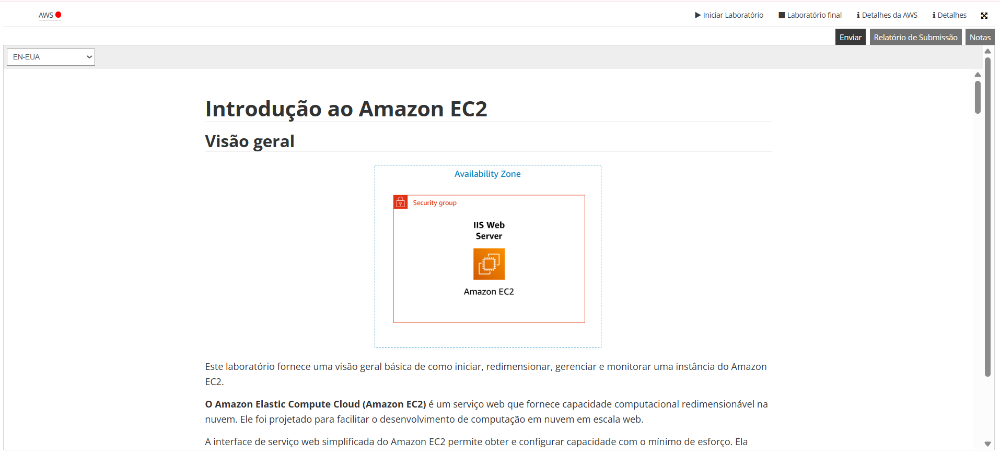 AWS
Iniciar Laboratório
Laboratório final
Detalhes da AWS
Detalhes
Enviar
Relatório de Submissão
Notas
EN-EUA
Introdução ao Amazon EC2
Visão geral
Availability Zone
Security group
IIS Web
Server
Amazon EC2
Este laboratório fornece uma visão geral básica de como iniciar, redimensionar, gerenciar e monitorar uma instância do Amazon
EC2.
O Amazon Elastic Compute Cloud (Amazon EC2) é um serviço web que fornece capacidade computacional redimensionável na
nuvem. Ele foi projetado para facilitar o desenvolvimento de computação em nuvem em escala web.
A interface de serviço web simplificada do Amazon EC2 permite obter e configurar capacidade com o mínimo de esforço. Ela